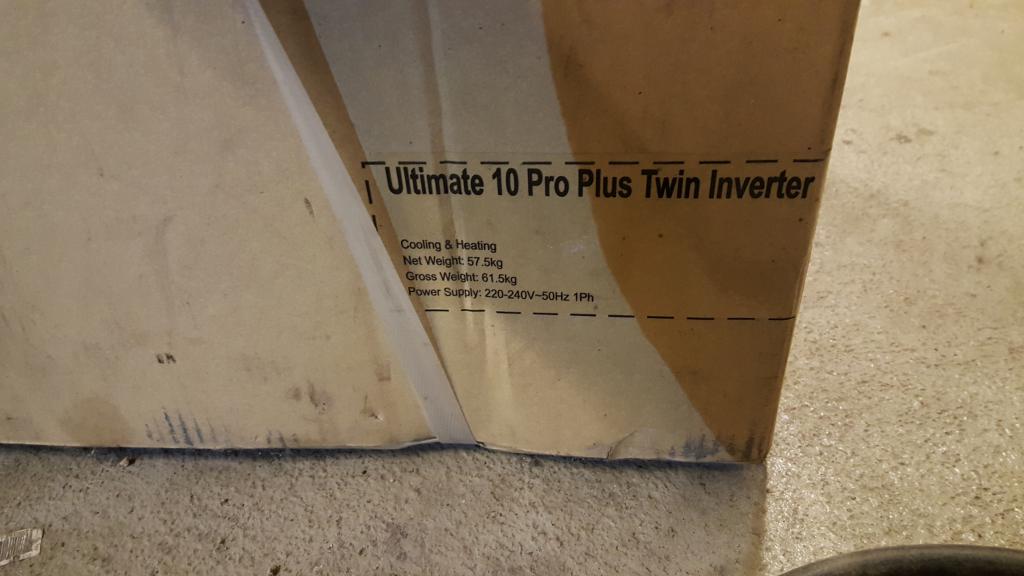 Ultimate 10 Pro Plus Twin Inverter
Cooling & Heating
Net Weight: 57.5kg
Gross Weight: 61.5kg
Power Supply: 220-240V~50Hz 1Ph